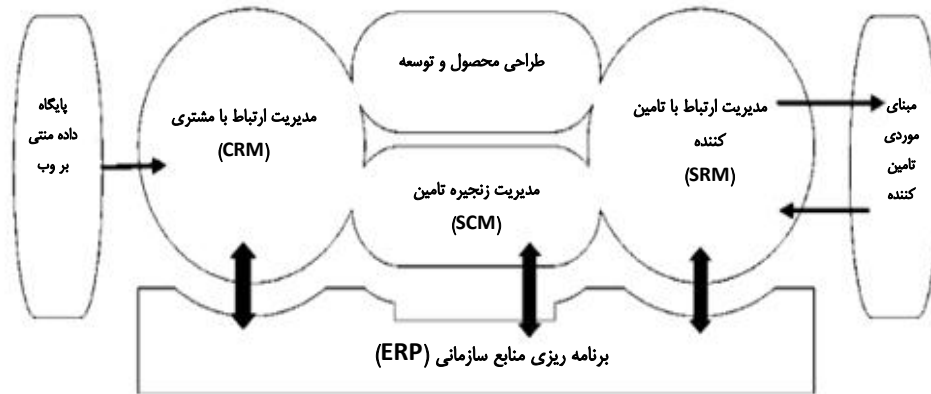 طراحی محصول و توسعه
مبنای
موردی
تامین
کننده
مدیریت ارتباط با تامین
کننده
(SRM)
مدیریت زنجیره تامین
(SCM)
مدیریت ارتباط با مشتری
(CRM)
پایگاه
داده منتی
بر وب
برنامه ریزی منابع سازمانی (ERP)